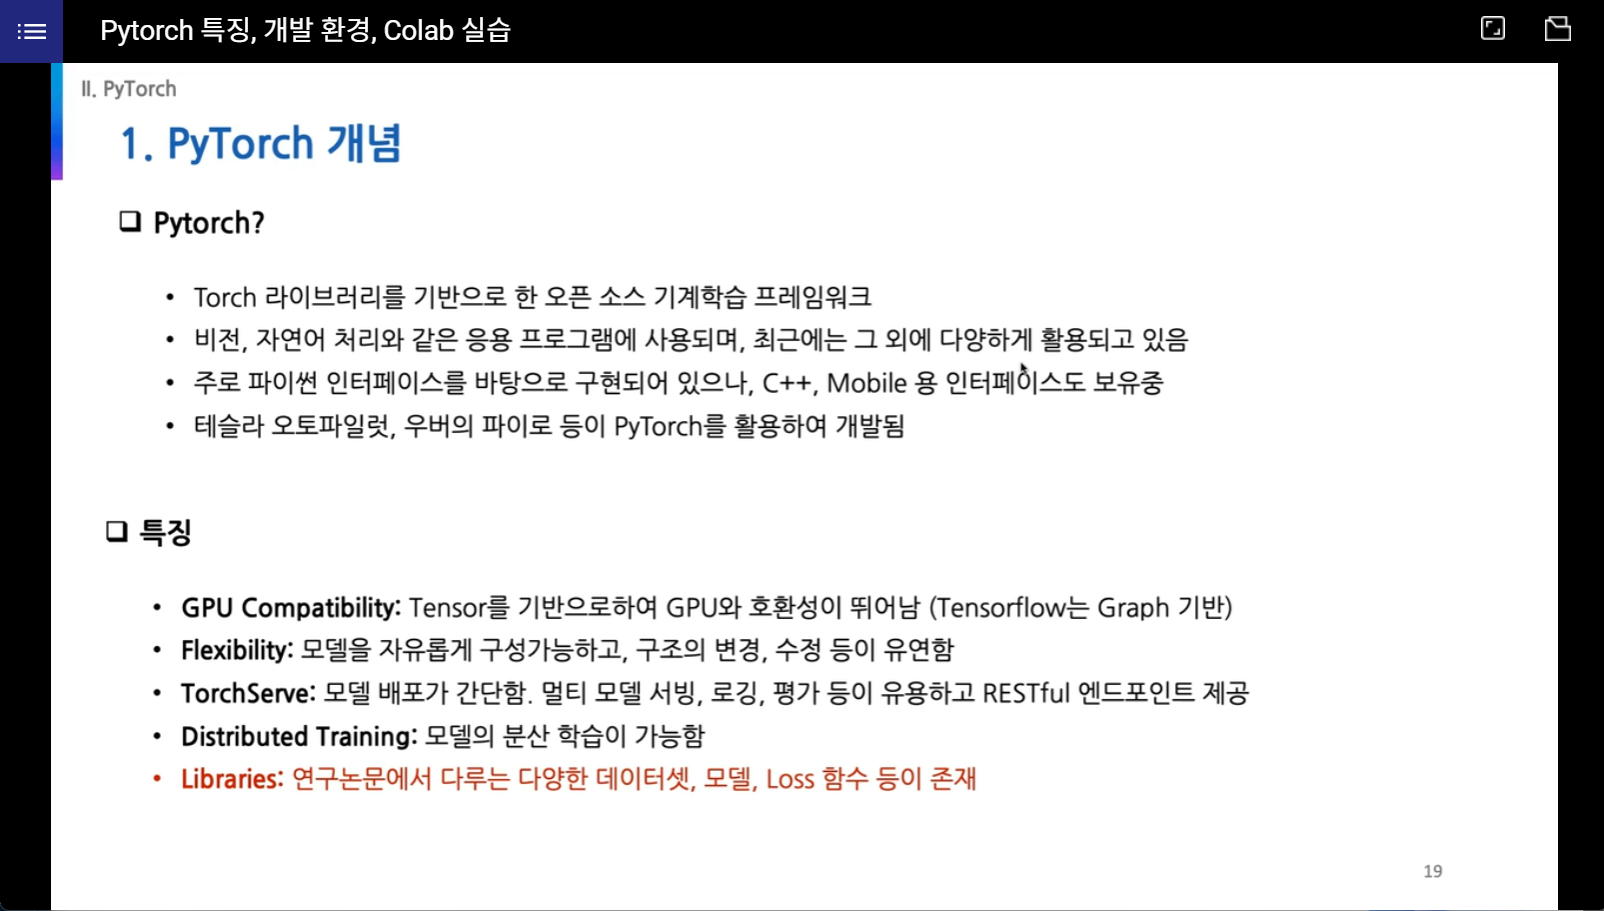 Pytorch 특징, 개발 환경, Colab 실습
II. PyTorch
1. PyTorch 개념
❑ Pytorch?
• Torch 라이브러리를 기반으로 한 오픈 소스 기계학습 프레임워크
• 비전, 자연어 처리와 같은 응용 프로그램에 사용되며, 최근에는 그 외에 다양하게 활용되고 있음
• 주로 파이썬 인터페이스를 바탕으로 구현되어 있으나, C++, Mobile 용 인터페이스도 보유중
• 테슬라 오토파일럿, 우버의 파이로 등이 PyTorch를 활용하여 개발됨
❑ 특징
• GPU Compatibility: Tensor를 기반으로하여 GPU와 호환성이 뛰어남 (Tensorflow는 Graph 기반)
• Flexibility: 모델을 자유롭게 구성가능하고, 구조의 변경, 수정 등이 유연함
• TorchServe: 모델 배포가 간단함. 멀티 모델 서빙, 로깅, 평가 등이 유용하고 RESTful 엔드포인트 제공
• Distributed Training: 모델의 분산 학습이 가능함
• Libraries: 연구논문에서 다루는 다양한 데이터셋, 모델, Loss 함수 등이 존재
19